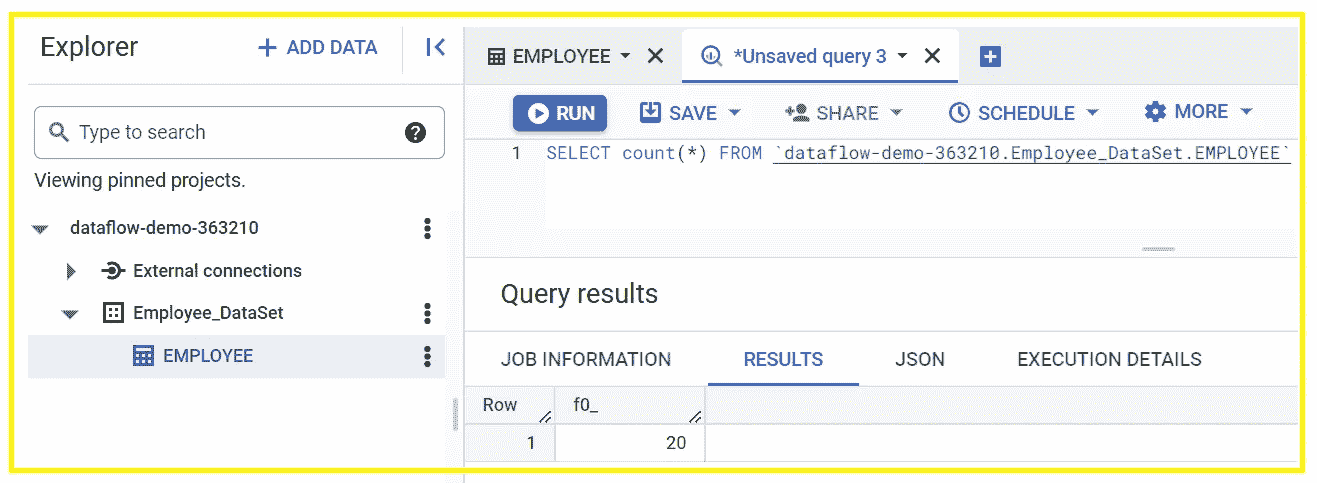 Explorer
+ ADD DATA
Type to search
Viewing pinned projects.
dataflow-demo-363210
External connections
Employee_DataSet
EMPLOYEE
EMPLOYEE
*Unsaved query 3
RUN
SAVE
SHARE
SCHEDULE
MORE
1 SELECT count(*) FROM `dataflow-demo-363210.Employee_DataSet.EMPLOYEE`
Query results
JOB INFORMATION
RESULTS
JSON
EXECUTION DETAILS
Row f0_
1 20